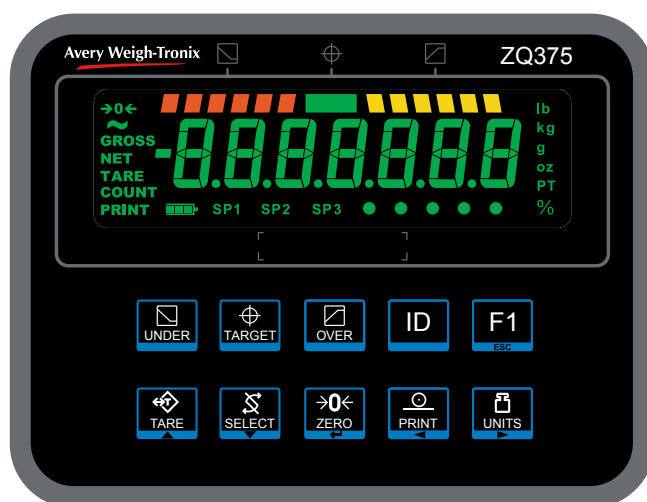 Avery Weigh-Tronix ZQ375
→0←
~
GROSS
NET
TARE
COUNT
PRINT
-8.8.8.8.8.8.8
lb
kg
g
oz
PT
%
SP1 SP2 SP3
UNDER TARGET OVER ID F1
ESC
TARE SELECT →0← ZERO PRINT UNITS